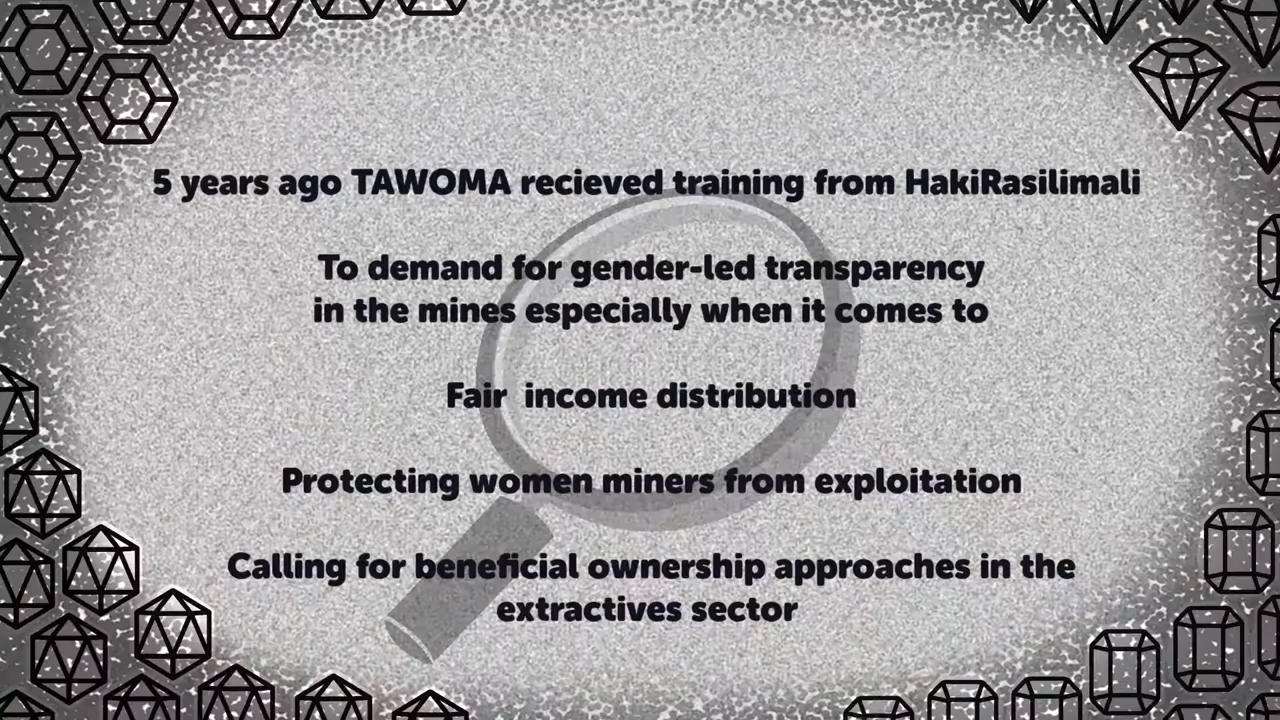 5 years ago TAWOMA recieved training from HakiRasilimali
To demand for gender-led transparency
in the mines especially when it comes to
Fair  income distribution
Protecting women miners from exploitation
Calling for beneficial ownership approaches in the
extractives sector